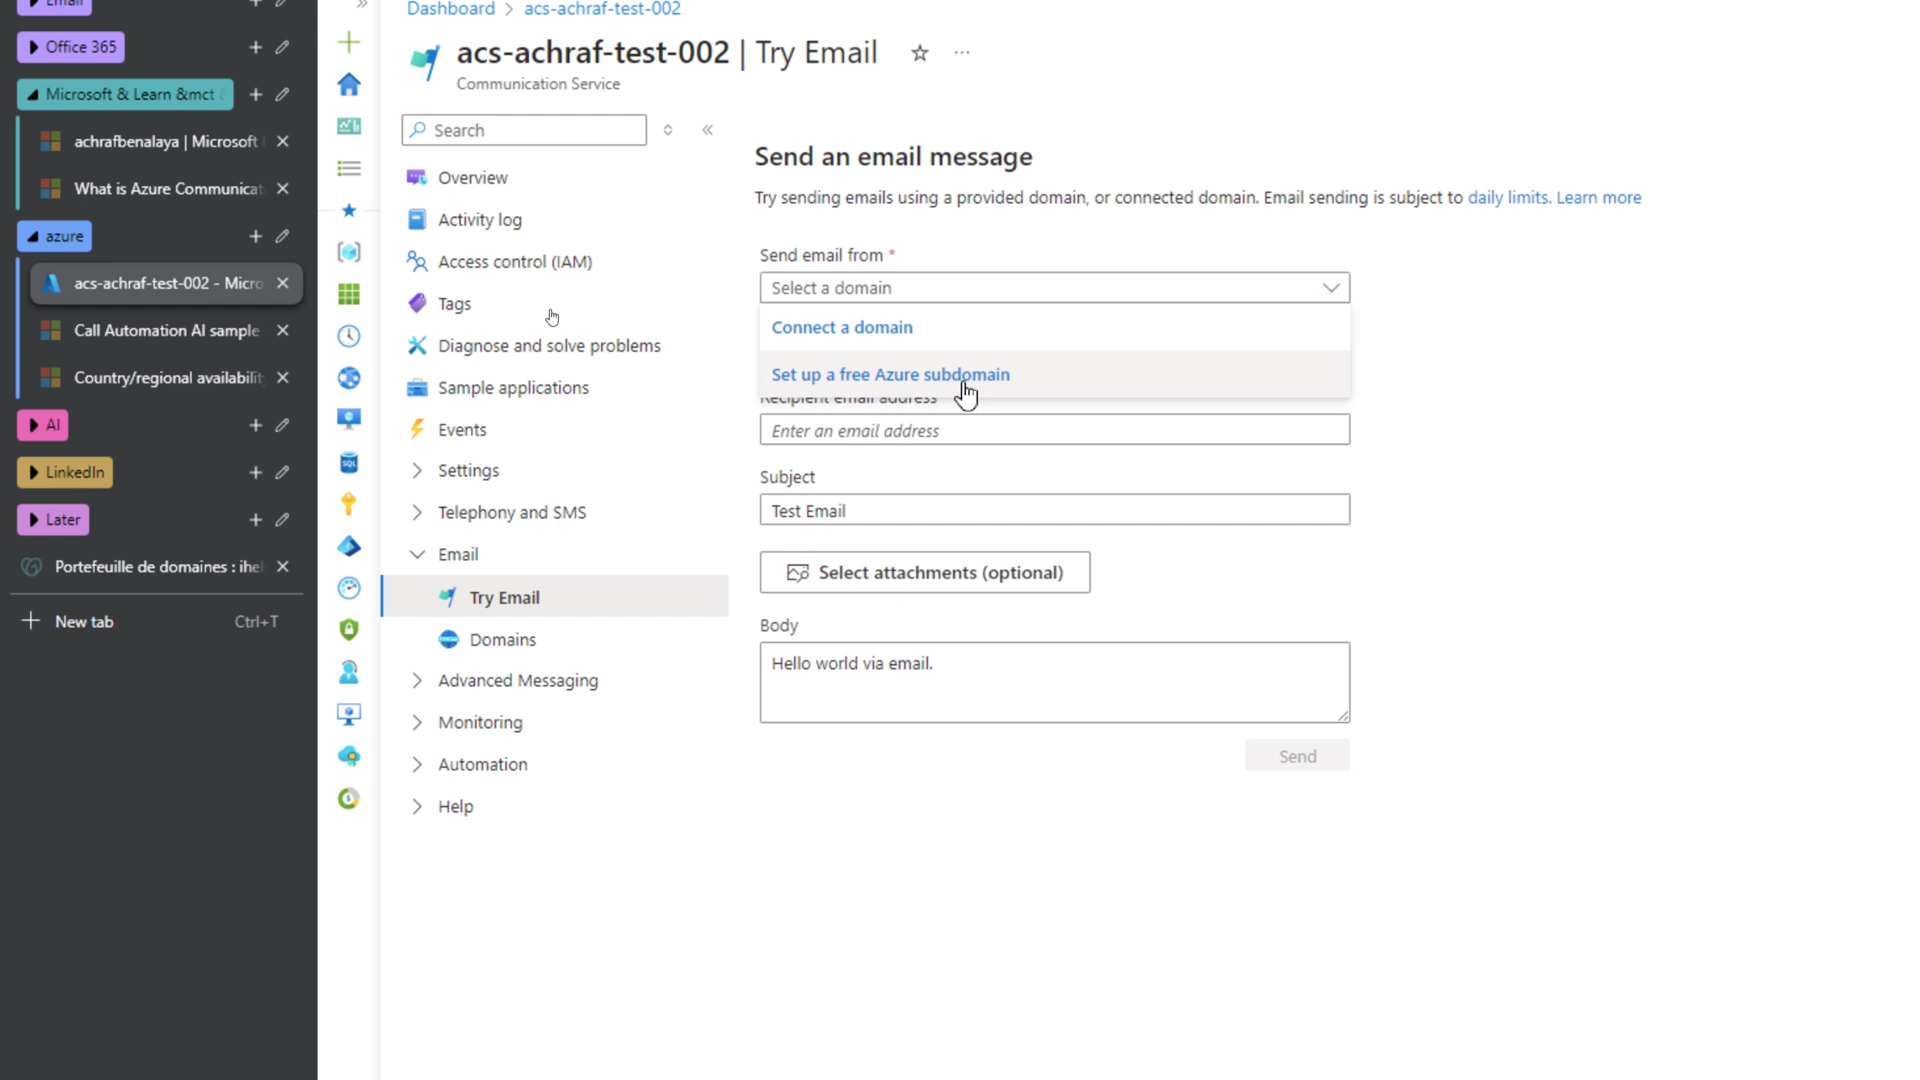 Email
Office 365
Microsoft & Learn &mct
achrafbenalaya | Microsoft
What is Azure Communicat
azure
acs-achraf-test-002 - Micro
Call Automation AI sample
Country/regional availabilit
AI
LinkedIn
Later
Portefeuille de domaines : ihe
New tab
Ctrl+T
SQL
Dashboard > acs-achraf-test-002
acs-achraf-test-002 | Try Email
Communication Service
Search
Overview
Activity log
Access control (IAM)
Tags
Diagnose and solve problems
Sample applications
Events
Settings
Telephony and SMS
Email
Try Email
Domains
Advanced Messaging
Monitoring
Automation
Help
Send an email message
Try sending emails using a provided domain, or connected domain. Email sending is subject to daily limits. Learn more
Send email from *
Select a domain
Connect a domain
Set up a free Azure subdomain
Recipient email address
Enter an email address
Subject
Test Email
Select attachments (optional)
Body
Hello world via email.
Send